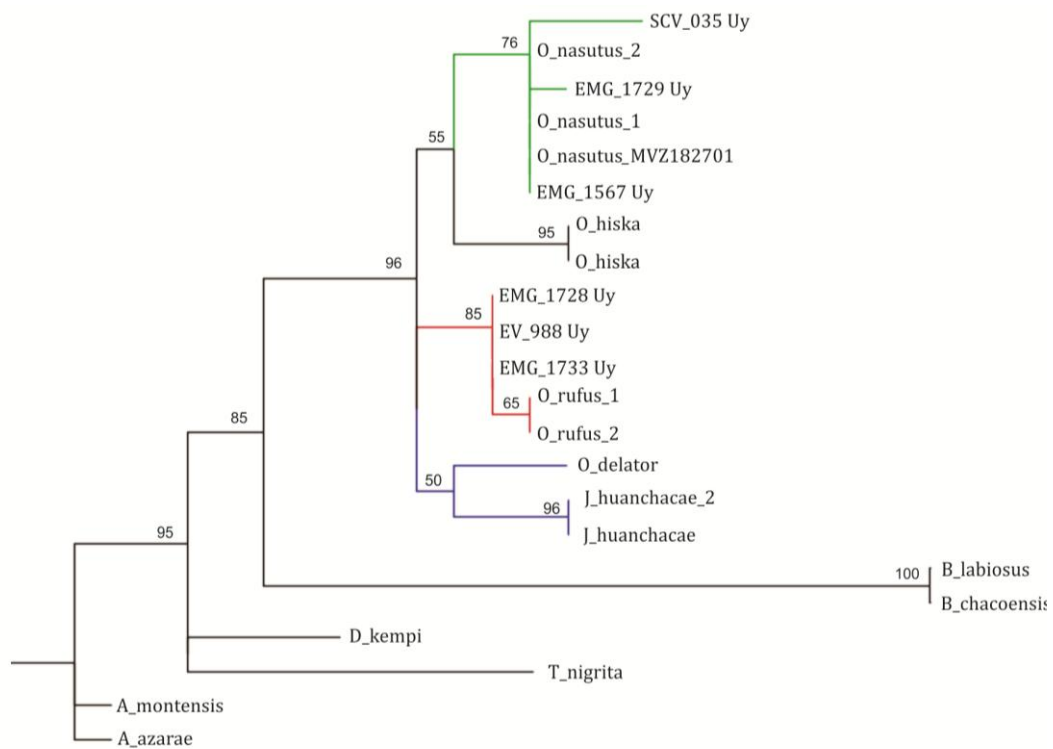 SCV_035 Uy
76
O_nasutus_2
EMG_1729 Uy
O_nasutus_1
55
O_nasutus_MVZ182701
EMG_1567 Uy
O_hiska
95
O_hiska
96
EMG_1728 Uy
85
EV_988 Uy
EMG_1733 Uy
O_rufus_1
65
O_rufus_2
85
O_delator
50
J_huanchacae_2
96
J_huanchacae
95
B_labiosus
100
B_chacoensis
D_kempi
T_nigrita
A_montensis
A_azarae